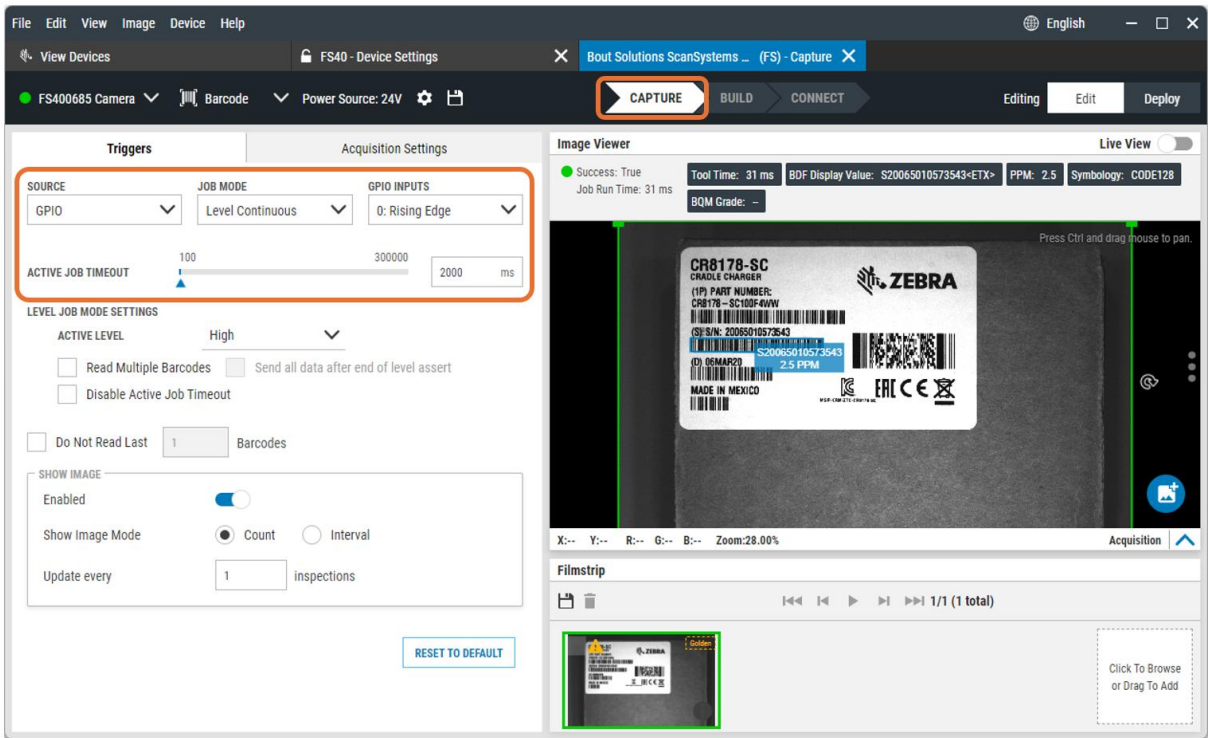 File Edit View Image Device Help
English
View Devices
FS40 - Device Settings
Bout Solutions ScanSystems ... (FS) - Capture
FS400685 Camera
Barcode
Power Source: 24V
CAPTURE
BUILD
CONNECT
Editing
Edit
Deploy
Triggers
Acquisition Settings
SOURCE
JOB MODE
GPIO INPUTS
GPIO
Level Continuous
0: Rising Edge
100
300000
ACTIVE JOB TIMEOUT
2000 ms
LEVEL JOB MODE SETTINGS
ACTIVE LEVEL
High
Read Multiple Barcodes
Send all data after end of level assert
Disable Active Job Timeout
Do Not Read Last
1
Barcodes
SHOW IMAGE
Enabled
Show Image Mode
Count
Interval
Update every
1
inspections
RESET TO DEFAULT
Image Viewer
Live View
Success: True
Job Run Time: 31 ms
Tool Time: 31 ms
BDF Display Value: S20065010573543<ETX>
PPM: 2.5
Symbology: CODE128
BQM Grade: –
Press Ctrl and drag mouse to pan.
CR8178-SC
CRADLE CHARGER
ZEBRA
(1P) PART NUMBER:
CR8178-SC100F4WW
(S) S/N: 20065010573543
S20065010573543
2.5 PPM
(D) 06MAR20
MADE IN MEXICO
EAC CE
X:-- Y:-- R:-- G:-- B:-- Zoom:28.00%
Acquisition
Filmstrip
1/1 (1 total)
Golden
ZEBRA
Click To Browse
or Drag To Add